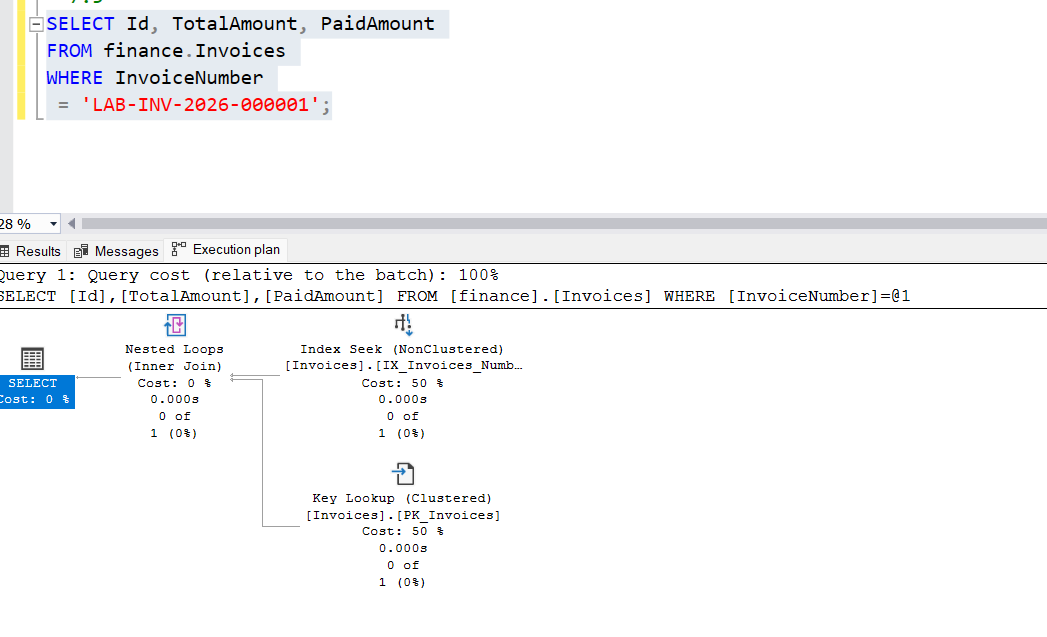 SELECT Id, TotalAmount, PaidAmount
FROM finance.Invoices
WHERE InvoiceNumber
= 'LAB-INV-2026-000001';
28 %
Results Messages Execution plan
Query 1: Query cost (relative to the batch): 100%
SELECT [Id],[TotalAmount],[PaidAmount] FROM [finance].[Invoices] WHERE [InvoiceNumber]=@1
SELECT
Cost: 0 %
Nested Loops
(Inner Join)
Cost: 0 %
0.000s
0 of
1 (0%)
Index Seek (NonClustered)
[Invoices].[IX_Invoices_Numb…
Cost: 50 %
0.000s
0 of
1 (0%)
Key Lookup (Clustered)
[Invoices].[PK_Invoices]
Cost: 50 %
0.000s
0 of
1 (0%)